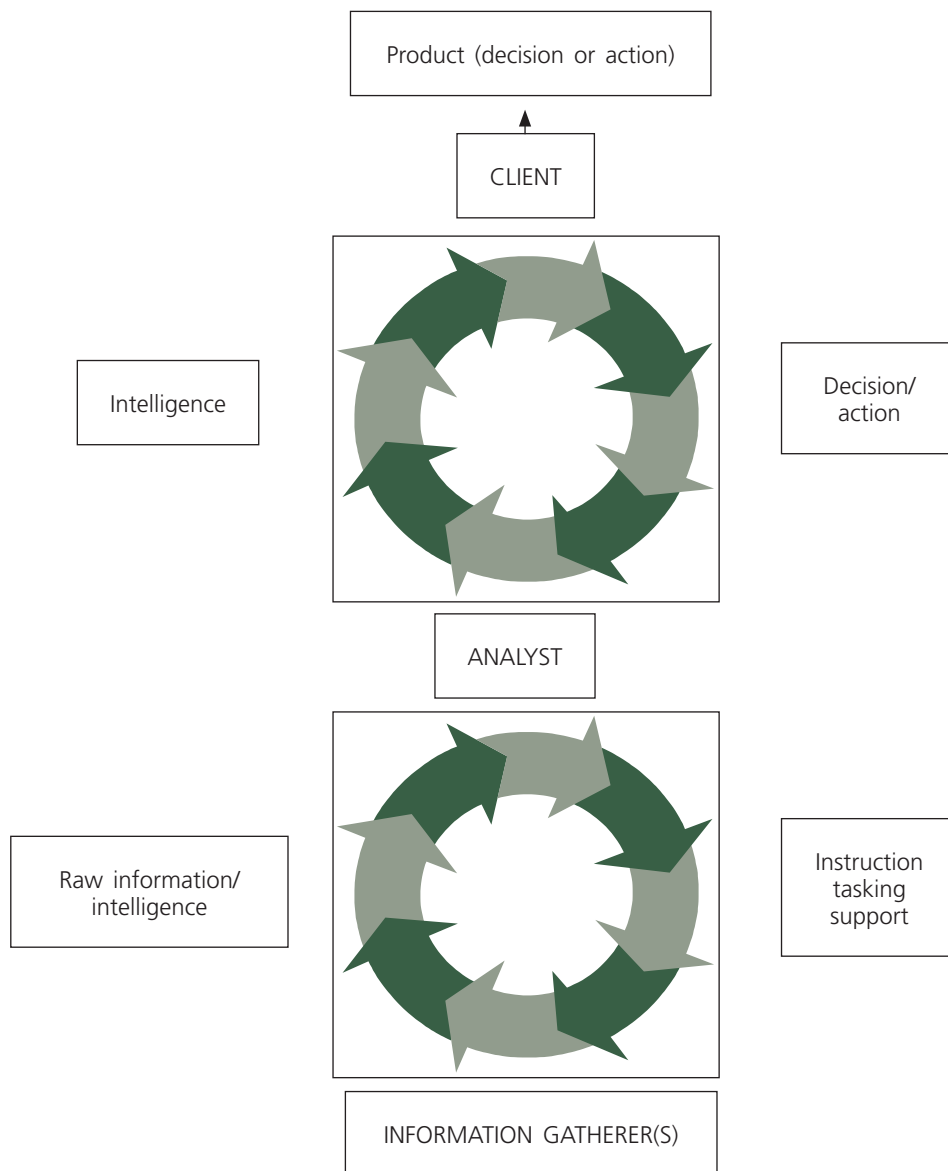 Product (decision or action)
CLIENT
Intelligence
Decision/
action
ANALYST
Raw information/
intelligence
Instruction
tasking
support
INFORMATION GATHERER(S)